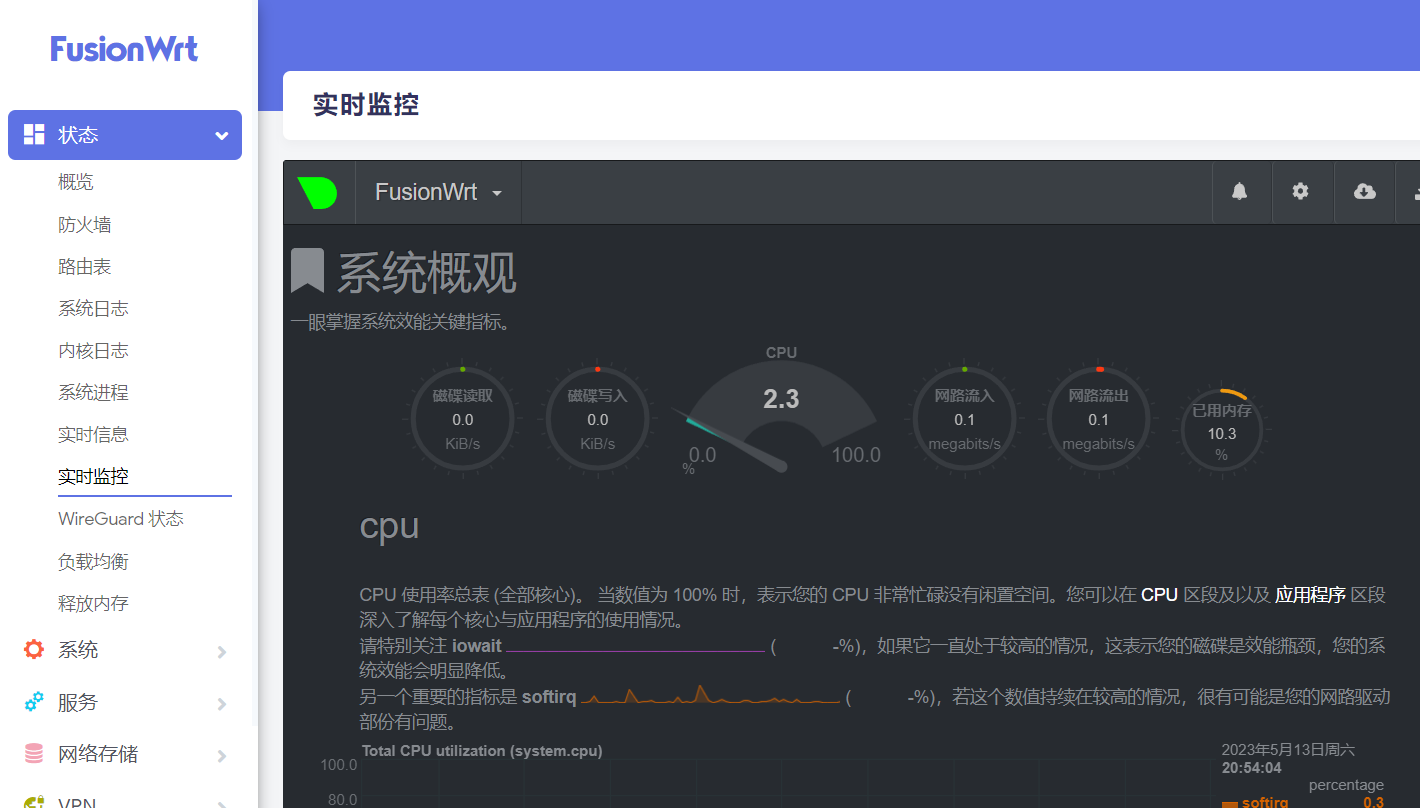 FusionWrt
状态
概览
防火墙
路由表
系统日志
内核日志
系统进程
实时信息
实时监控
WireGuard 状态
负载均衡
释放内存
系统
服务
网络存储
VPN
实时监控
FusionWrt
系统概观
一眼掌握系统效能关键指标。
磁碟读取
0.0
KiB/s
磁碟写入
0.0
KiB/s
CPU
2.3
0.0
100.0
%
网路流入
0.1
megabits/s
网路流出
0.1
megabits/s
已用内存
10.3
%
cpu
CPU 使用率总表 (全部核心)。 当数值为 100% 时，表示您的 CPU 非常忙碌没有闲置空间。您可以在 CPU 区段及以及 应用程序 区段
深入了解每个核心与应用程序的使用情况。
请特别关注 iowait ( -%)，如果它一直处于较高的情况，这表示您的磁碟是效能瓶颈，您的系
统效能会明显降低。
另一个重要的指标是 softirq ( -%)，若这个数值持续在较高的情况，很有可能是您的网路驱动
部份有问题。
Total CPU utilization (system.cpu)
100.0
80.0
2023年5月13日周六
20:54:04
percentage
softirq 0.3